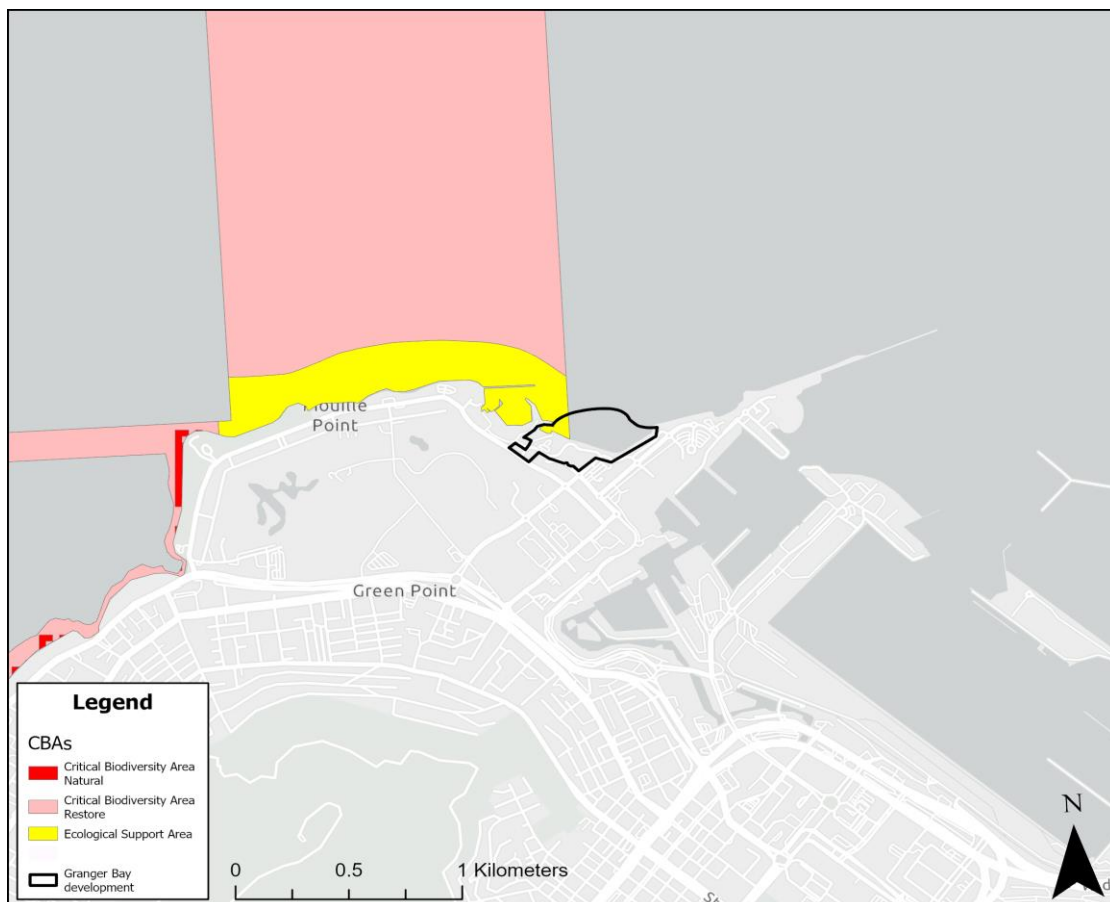 Point
Green Point
Legend
CBAs
Critical Biodiversity Area
Natural
Critical Biodiversity Area
Restore
Ecological Support Area
Granger Bay
development
0 0.5 1 Kilometers
N